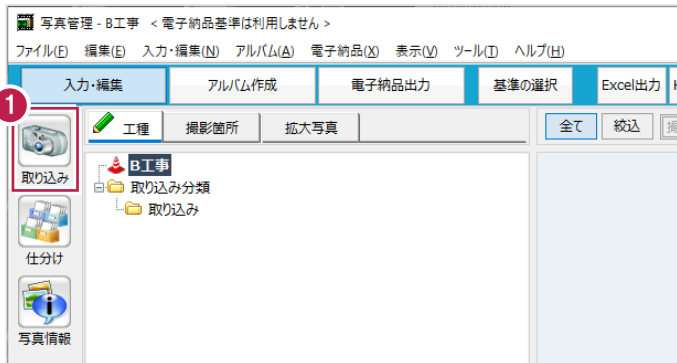 写真管理 - B工事 < 電子納品基準は利用しません >
ファイル(F) 編集(E) 入力・編集(N) アルバム(A) 電子納品(X) 表示(V) ツール(T) ヘルプ(H)
入力・編集 アルバム作成 電子納品出力 基準の選択 Excel出力
1
工種 撮影箇所 拡大写真 全て 絞込
取り込み
B工事
取り込み分類
取り込み
仕分け
写真情報